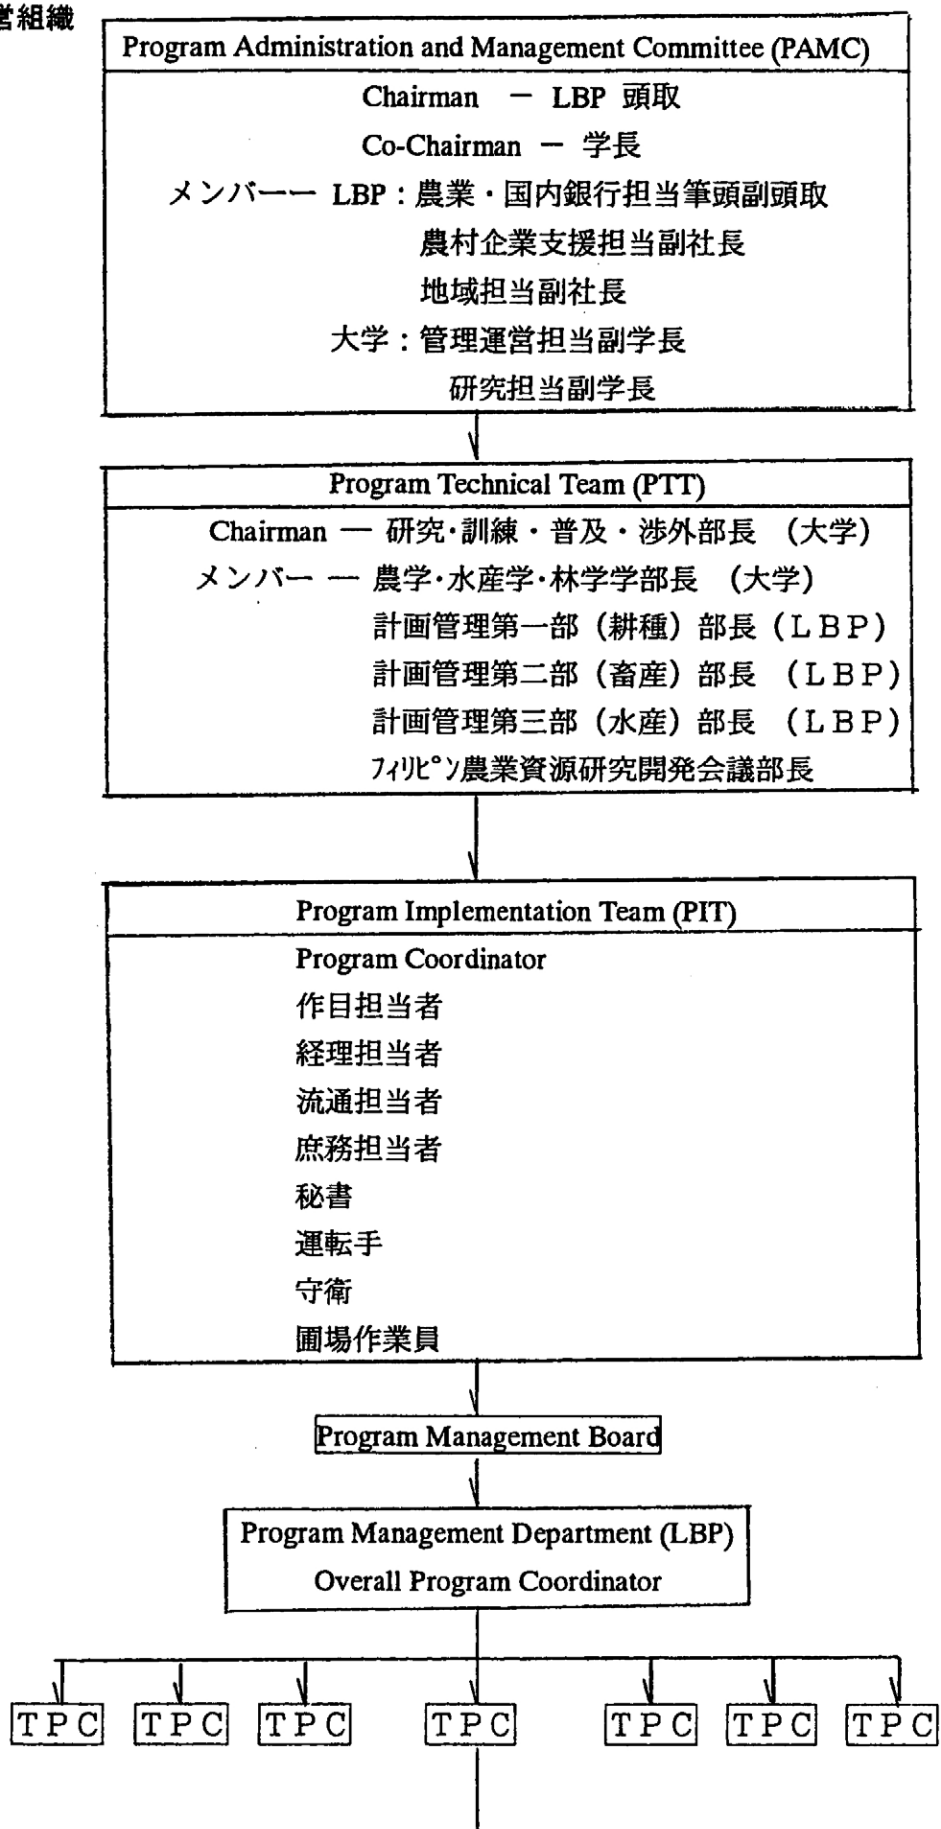 営組織
Program Administration and Management Committee (PAMC)
Chairman － LBP 頭取
Co-Chairman － 学長
メンバー－ LBP：農業・国内銀行担当筆頭副頭取
農村企業支援担当副社長
地域担当副社長
大学：管理運営担当副学長
研究担当副学長
Program Technical Team (PTT)
Chairman － 研究・訓練・普及・渉外部長 （大学）
メンバー － 農学・水産学・林学学部長 （大学）
計画管理第一部（耕種）部長（ＬＢＰ）
計画管理第二部（畜産）部長 （ＬＢＰ）
計画管理第三部（水産）部長 （ＬＢＰ）
ﾌｨﾘﾋﾟﾝ農業資源研究開発会議部長
Program Implementation Team (PIT)
Program Coordinator
作目担当者
経理担当者
流通担当者
庶務担当者
秘書
運転手
守衛
圃場作業員
Program Management Board
Program Management Department (LBP)
Overall Program Coordinator
ＴＰＣ ＴＰＣ ＴＰＣ ＴＰＣ ＴＰＣ ＴＰＣ ＴＰＣ